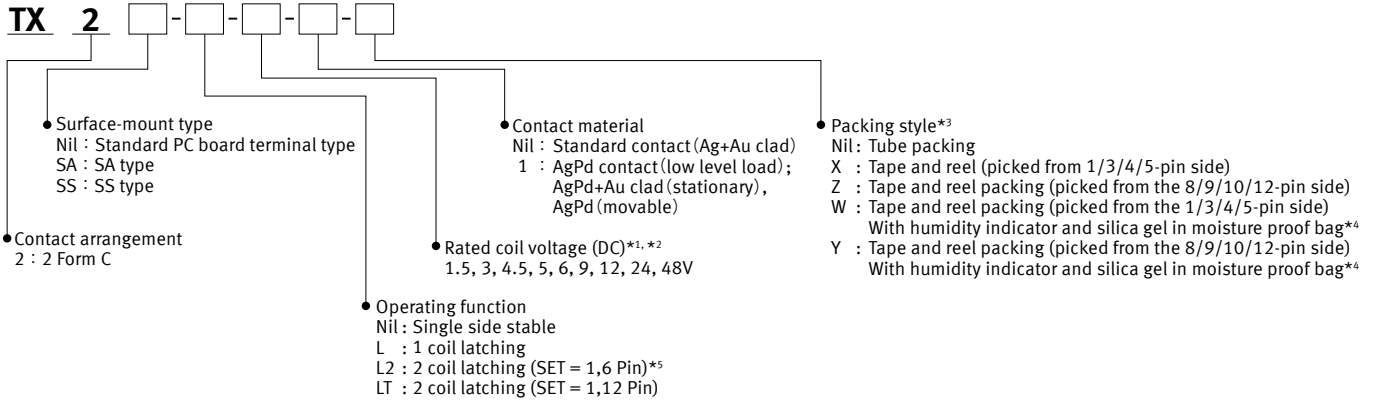 TX 2 - - - -
Surface-mount type
Nil : Standard PC board terminal type
SA : SA type
SS : SS type
Contact arrangement
2 : 2 Form C
Operating function
Nil : Single side stable
L : 1 coil latching
L2 : 2 coil latching (SET = 1,6 Pin)*5
LT : 2 coil latching (SET = 1,12 Pin)
Rated coil voltage (DC)*1, *2
1.5, 3, 4.5, 5, 6, 9, 12, 24, 48V
Contact material
Nil : Standard contact (Ag+Au clad)
1 : AgPd contact (low level load);
AgPd+Au clad (stationary),
AgPd (movable)
Packing style*3
Nil : Tube packing
X : Tape and reel (picked from 1/3/4/5-pin side)
Z : Tape and reel packing (picked from the 8/9/10/12-pin side)
W : Tape and reel packing (picked from the 1/3/4/5-pin side)
With humidity indicator and silica gel in moisture proof bag*4
Y : Tape and reel packing (picked from the 8/9/10/12-pin side)
With humidity indicator and silica gel in moisture proof bag*4